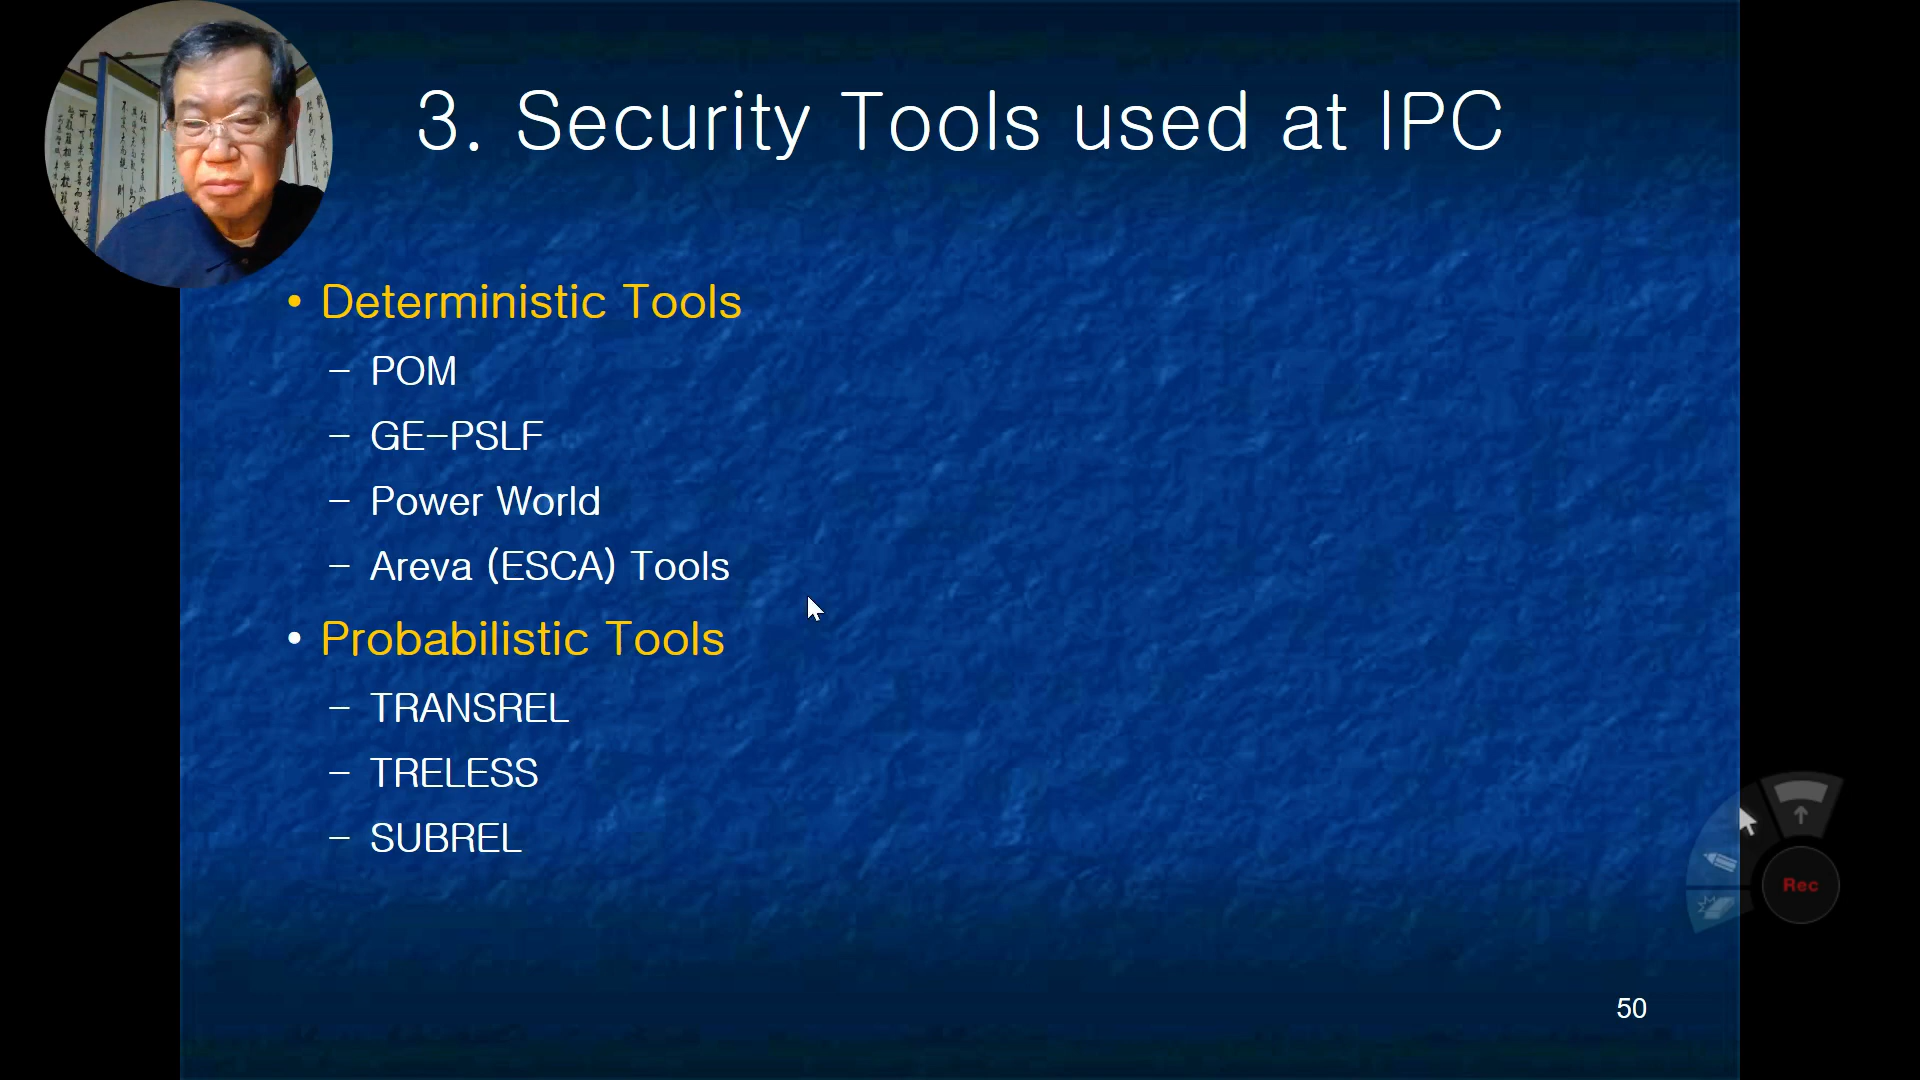 3. Security Tools used at IPC
• Deterministic Tools
– POM
– GE-PSLF
– Power World
– Areva (ESCA) Tools
• Probabilistic Tools
– TRANSREL
– TRELESS
– SUBREL
Rec
50